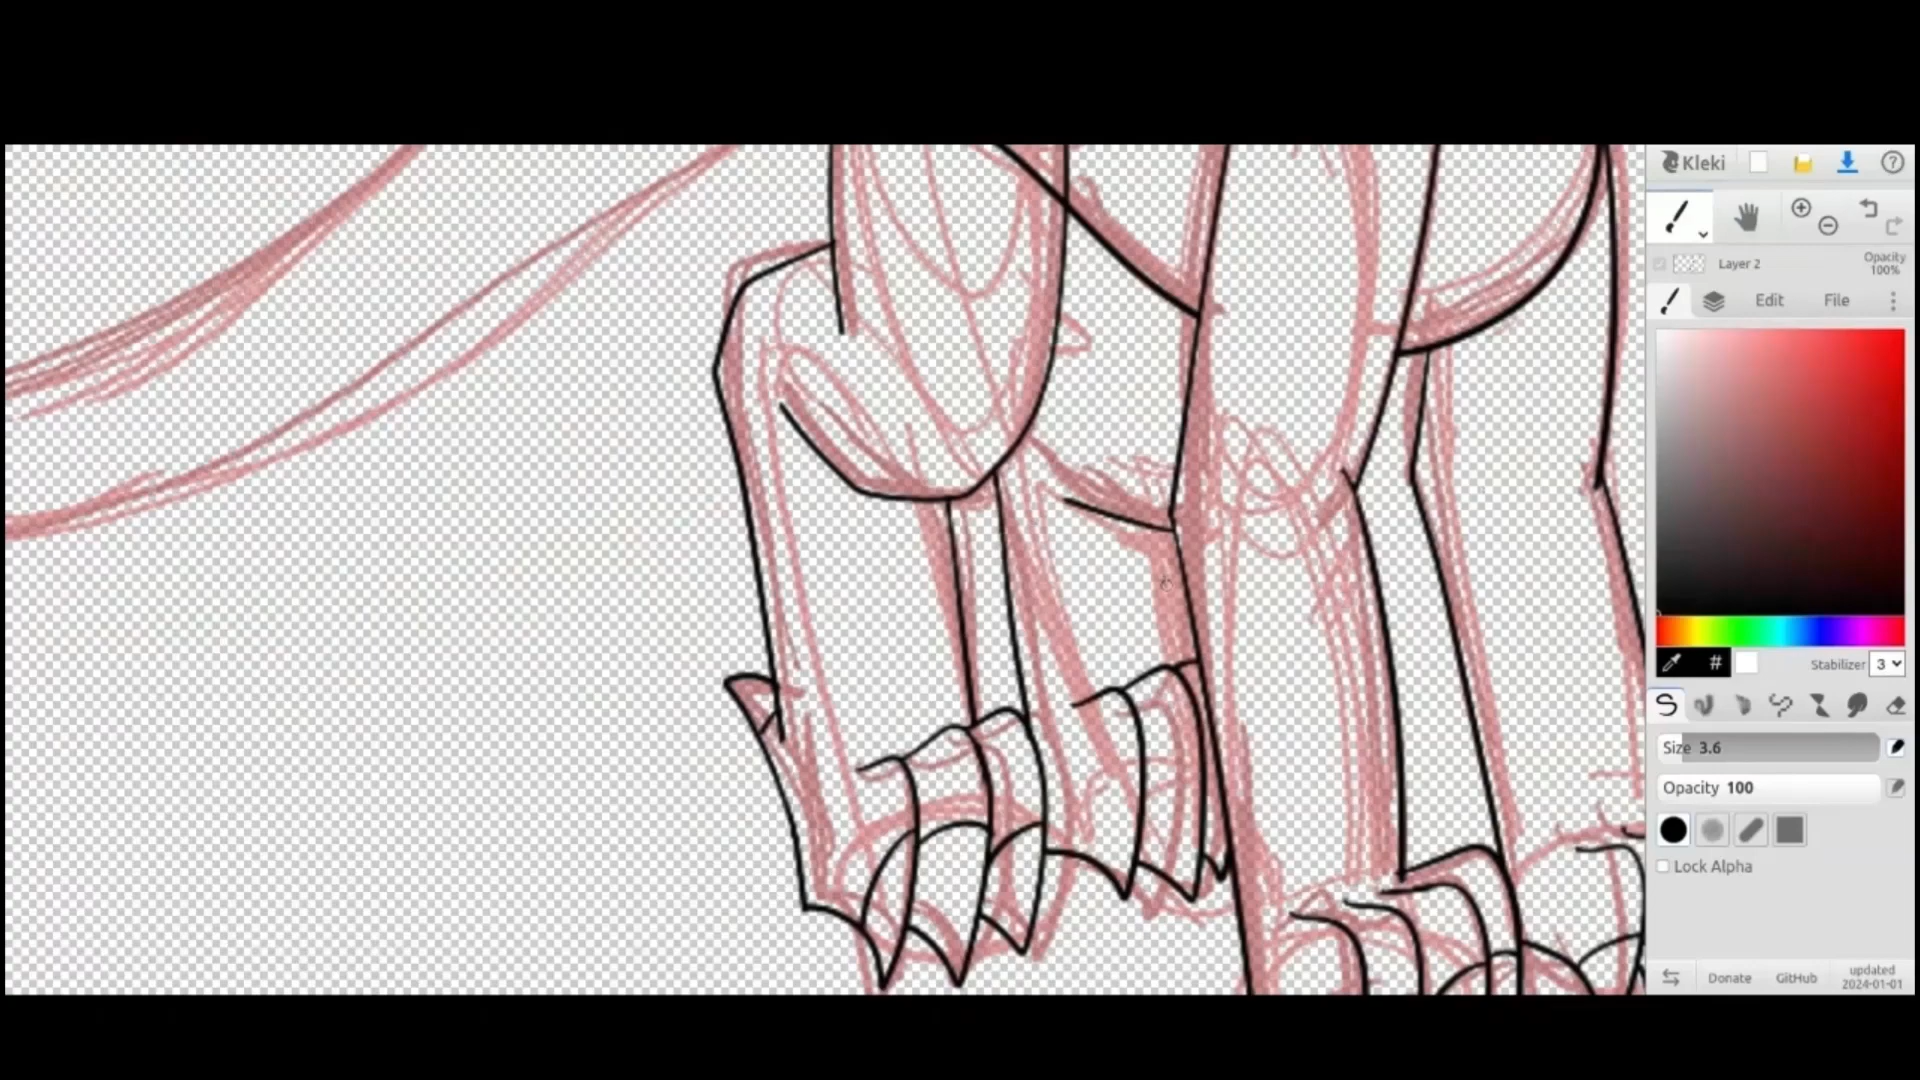 Kleki
Layer 2
Opacity
100%
Edit
File
#
Stabilizer
3
Size 3.6
Opacity 100
Lock Alpha
Donate
GitHub
updated
2024-01-01